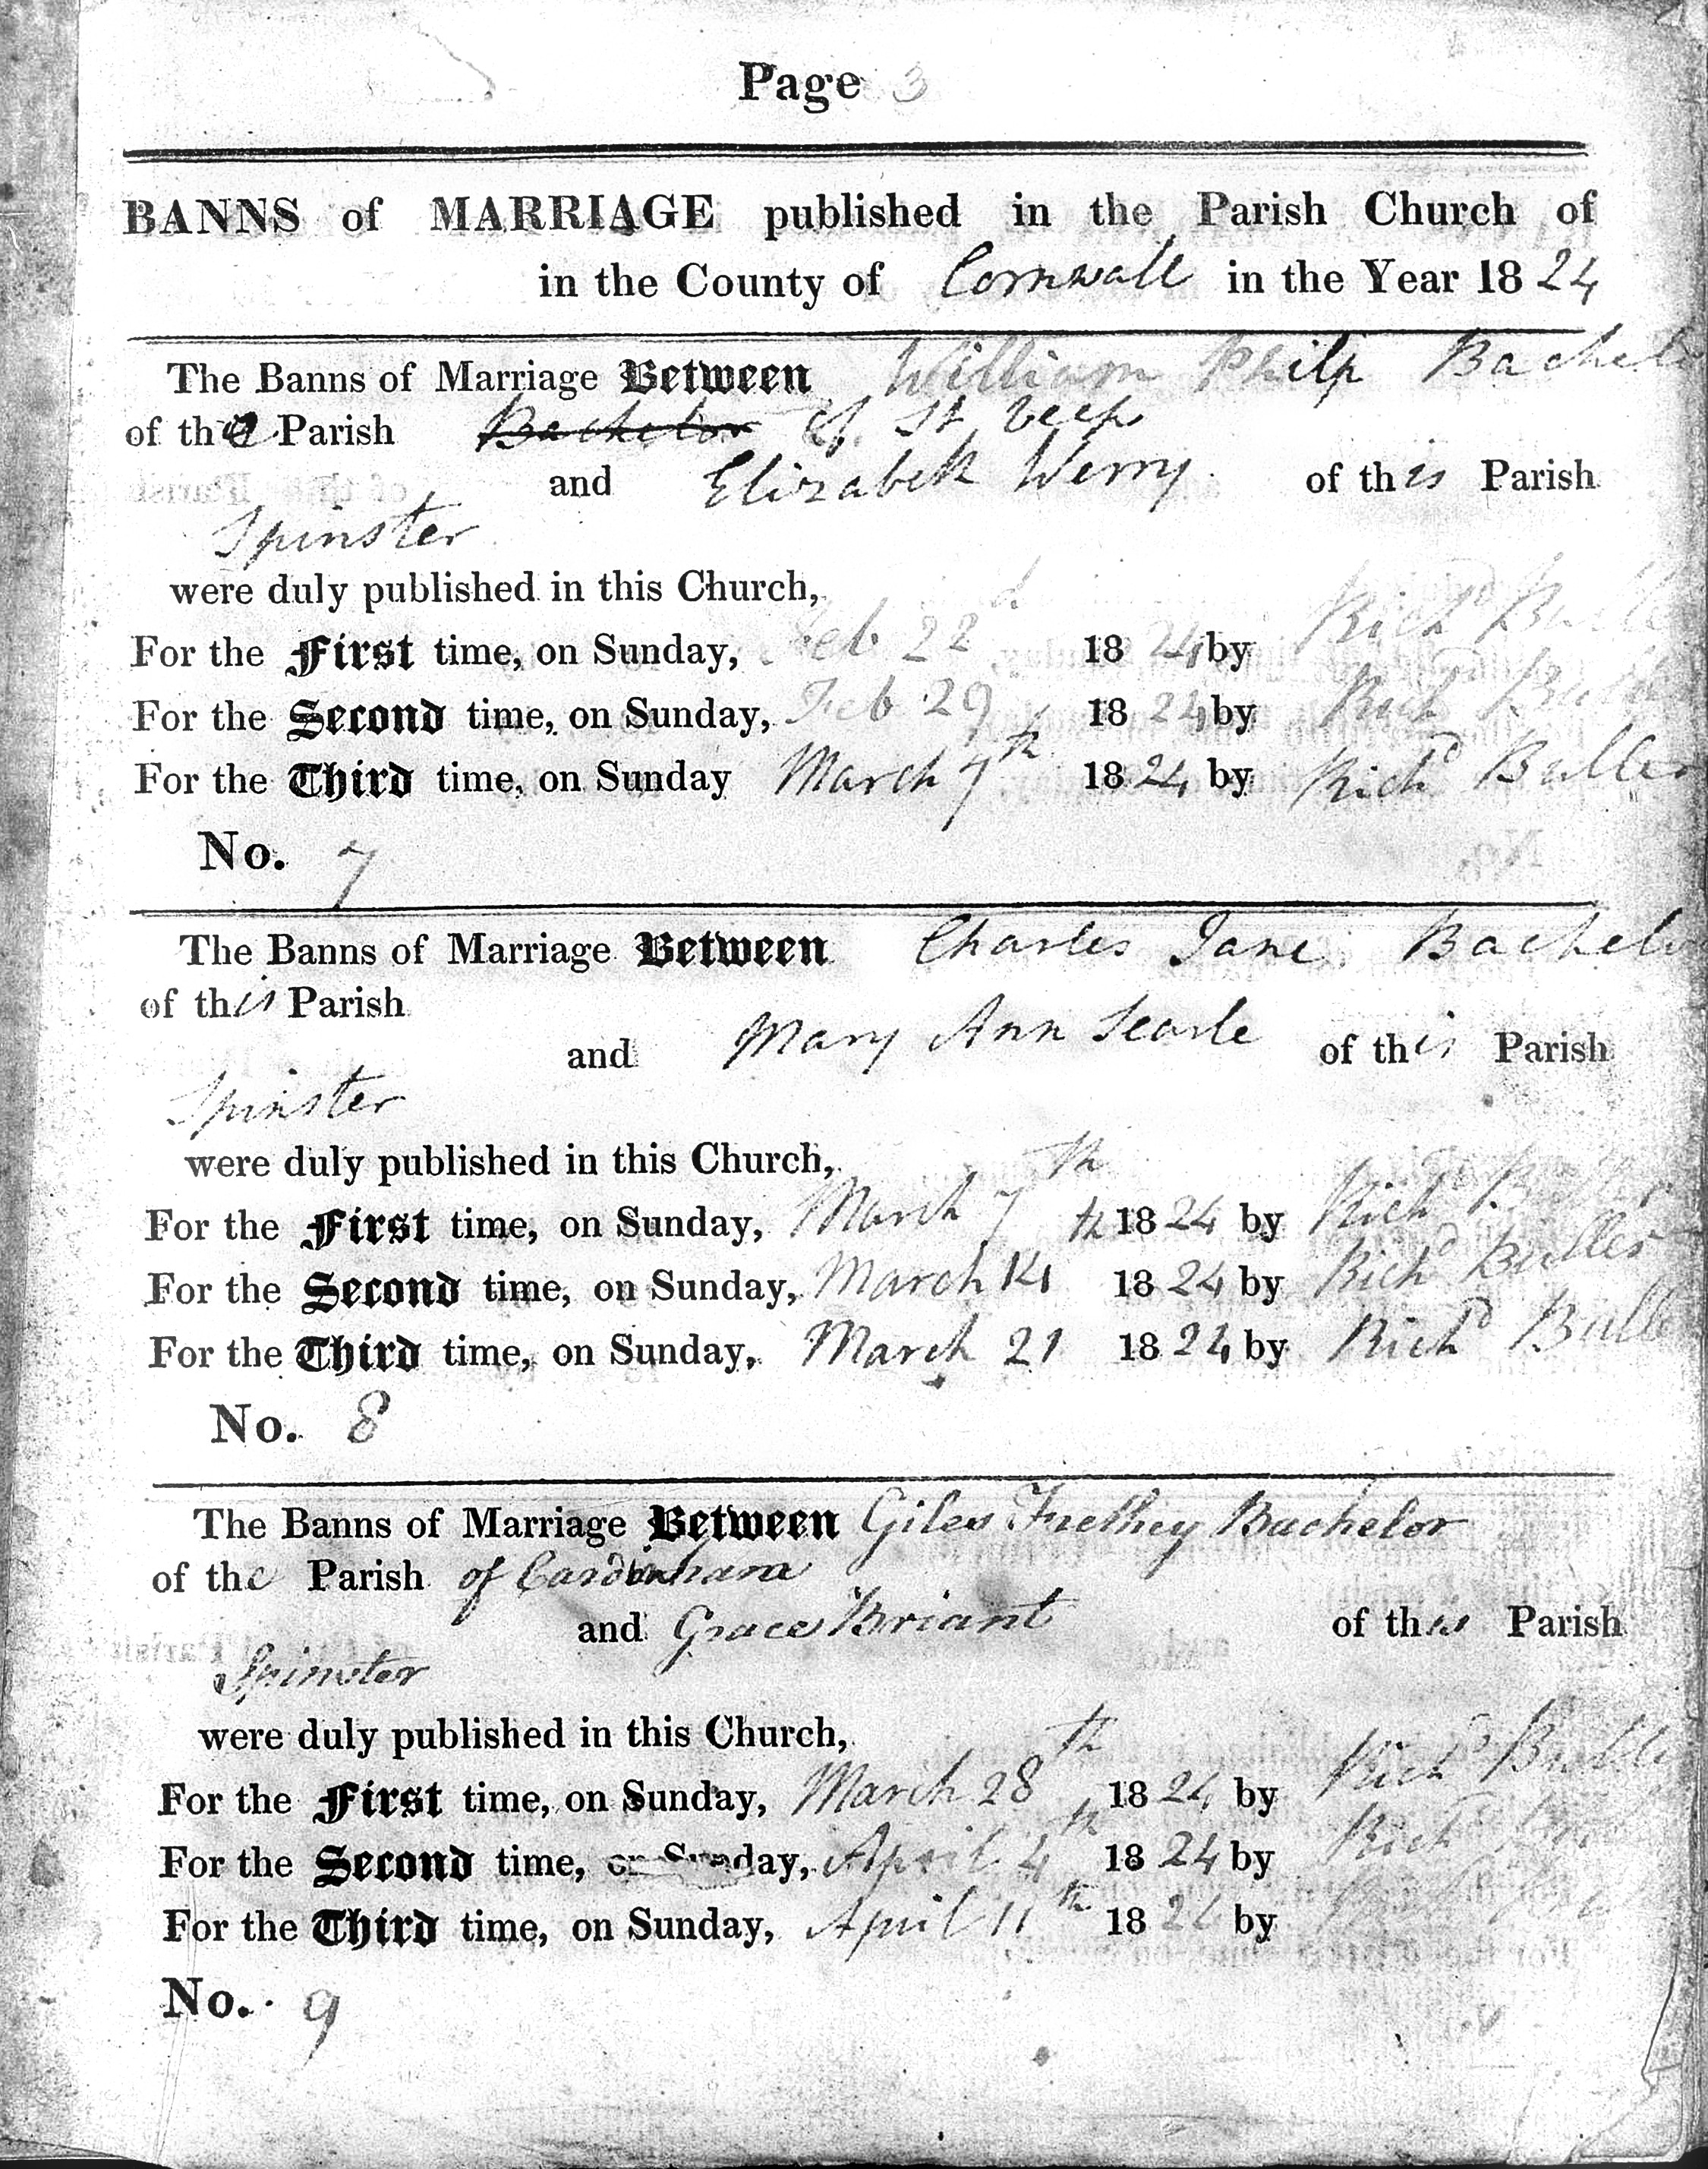 Page 3
BANNS of MARRIAGE published in the Parish Church of
in the County of Cornwall in the Year 1824
The Banns of Marriage Between William Philp Bachelo
of the Parish Bachelor of St Veep
and Elizabeth Werry of this Parish
Spinster
were duly published in this Church,
For the First time, on Sunday, Feb 22d 1824 by Richd Bulle
For the Second time, on Sunday, Feb 29 1824 by Richd Bulle
For the Third time, on Sunday March 7th 1824 by Richd Buller
No. 7
The Banns of Marriage Between Charles Jane Bachelo
of this Parish
and Mary Ann Searle of this Parish
Spinster
were duly published in this Church,
For the First time, on Sunday, March 7th 1824 by Richd Buller
For the Second time, on Sunday, March 14th 1824 by Richd Buller
For the Third time, on Sunday, March 21 1824 by Richd Bulle
No. 8
The Banns of Marriage Between Giles Bachelor
of the Parish of Cardinham
and Grace Briant of this Parish
Spinster
were duly published in this Church,
For the First time, on Sunday, March 28th 1824 by Richd Bulle
For the Second time, on Sunday, April 4th 1824 by Richd
For the Third time, on Sunday, April 11th 1824 by
No. 9